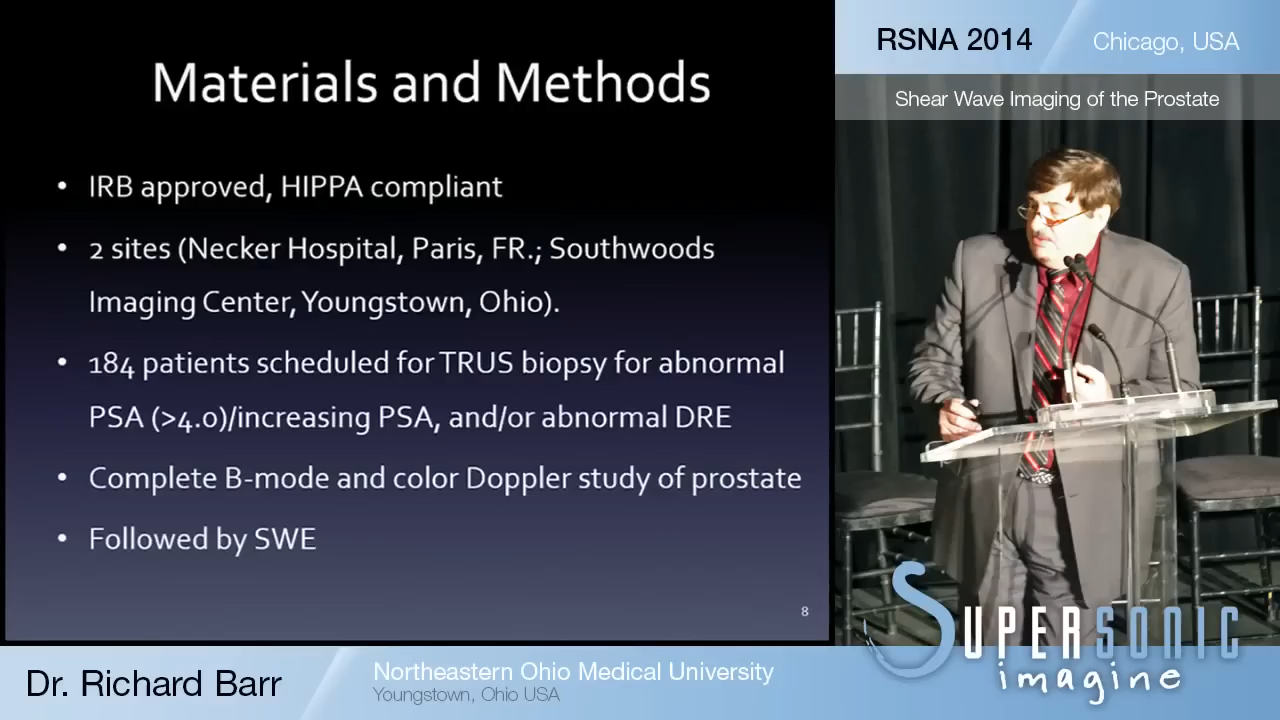 Materials and Methods
• IRB approved, HIPPA compliant
• 2 sites (Necker Hospital, Paris, FR.; Southwoods
Imaging Center, Youngstown, Ohio).
• 184 patients scheduled for TRUS biopsy for abnormal
PSA (>4.0)/increasing PSA, and/or abnormal DRE
• Complete B-mode and color Doppler study of prostate
• Followed by SWE
8
RSNA 2014
Chicago, USA
Shear Wave Imaging of the Prostate
SUPERSONIC
imagine
Dr. Richard Barr
Northeastern Ohio Medical University
Youngstown, Ohio USA